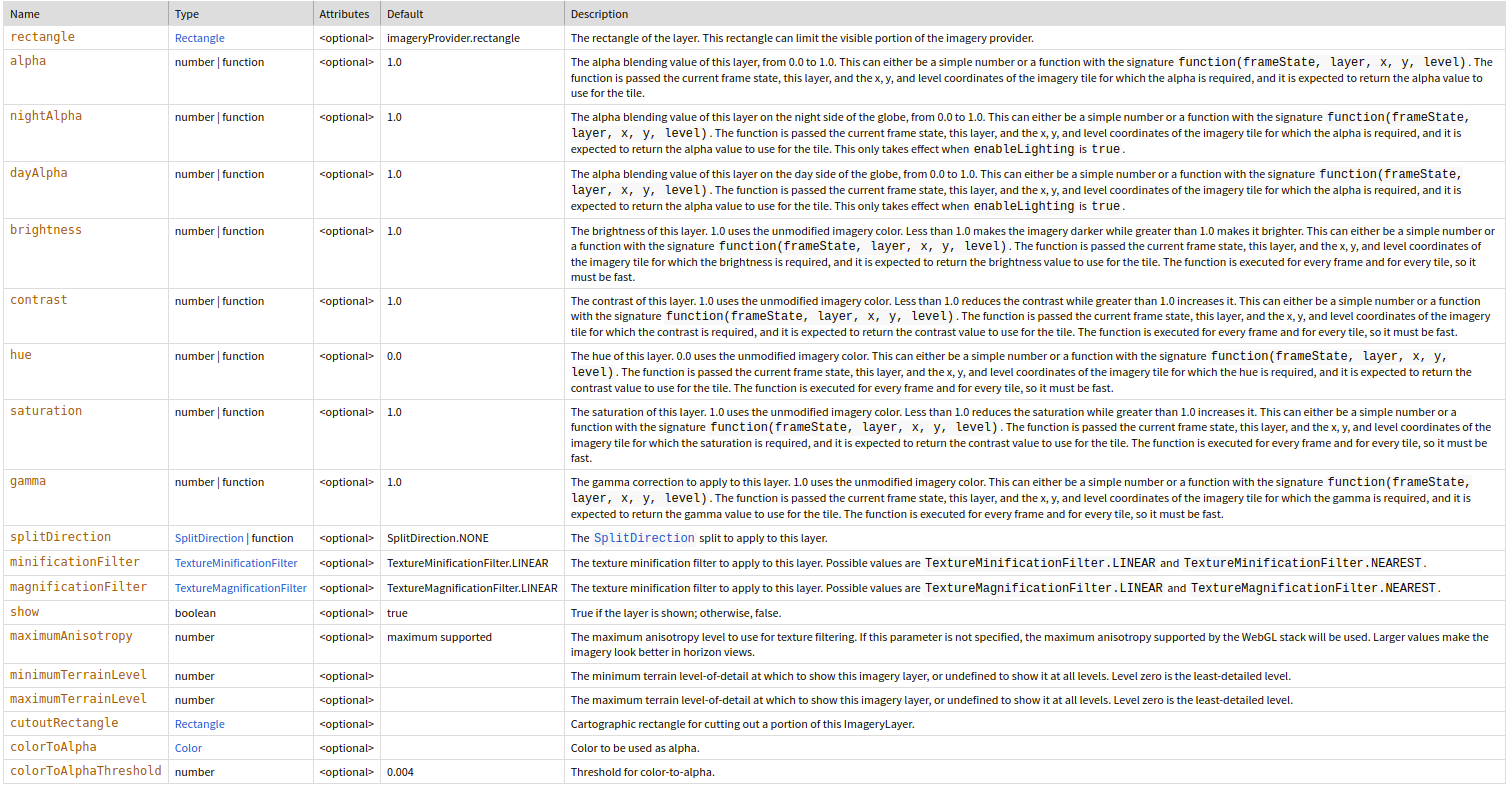 Name Type Attributes Default Description
rectangle Rectangle <optional> imageryProvider.rectangle The rectangle of the layer. This rectangle can limit the visible portion of the imagery provider.
alpha number | function <optional> 1.0 The alpha blending value of this layer, from 0.0 to 1.0. This can either be a simple number or a function with the signature function(frameState, layer, x, y, level). The
function is passed the current frame state, this layer, and the x, y, and level coordinates of the imagery tile for which the alpha is required, and it is expected to return the alpha value to
use for the tile.
nightAlpha number | function <optional> 1.0 The alpha blending value of this layer on the night side of the globe, from 0.0 to 1.0. This can either be a simple number or a function with the signature function(frameState,
layer, x, y, level). The function is passed the current frame state, this layer, and the x, y, and level coordinates of the imagery tile for which the alpha is required, and it is
expected to return the alpha value to use for the tile. This only takes effect when enableLighting is true.
dayAlpha number | function <optional> 1.0 The alpha blending value of this layer on the day side of the globe, from 0.0 to 1.0. This can either be a simple number or a function with the signature function(frameState,
layer, x, y, level). The function is passed the current frame state, this layer, and the x, y, and level coordinates of the imagery tile for which the alpha is required, and it is
expected to return the alpha value to use for the tile. This only takes effect when enableLighting is true.
brightness number | function <optional> 1.0 The brightness of this layer. 1.0 uses the unmodified imagery color. Less than 1.0 makes the imagery darker while greater than 1.0 makes it brighter. This can either be a simple number or
a function with the signature function(frameState, layer, x, y, level). The function is passed the current frame state, this layer, and the x, y, and level coordinates of
the imagery tile for which the brightness is required, and it is expected to return the brightness value to use for the tile. The function is executed for every frame and for every tile, so it
must be fast.
contrast number | function <optional> 1.0 The contrast of this layer. 1.0 uses the unmodified imagery color. Less than 1.0 reduces the contrast while greater than 1.0 increases it. This can either be a simple number or a function
with the signature function(frameState, layer, x, y, level). The function is passed the current frame state, this layer, and the x, y, and level coordinates of the imagery
tile for which the contrast is required, and it is expected to return the contrast value to use for the tile. The function is executed for every frame and for every tile, so it must be fast.
hue number | function <optional> 0.0 The hue of this layer. 0.0 uses the unmodified imagery color. This can either be a simple number or a function with the signature function(frameState, layer, x, y,
level). The function is passed the current frame state, this layer, and the x, y, and level coordinates of the imagery tile for which the hue is required, and it is expected to return the
contrast value to use for the tile. The function is executed for every frame and for every tile, so it must be fast.
saturation number | function <optional> 1.0 The saturation of this layer. 1.0 uses the unmodified imagery color. Less than 1.0 reduces the saturation while greater than 1.0 increases it. This can either be a simple number or a
function with the signature function(frameState, layer, x, y, level). The function is passed the current frame state, this layer, and the x, y, and level coordinates of the
imagery tile for which the saturation is required, and it is expected to return the contrast value to use for the tile. The function is executed for every frame and for every tile, so it must be
fast.
gamma number | function <optional> 1.0 The gamma correction to apply to this layer. 1.0 uses the unmodified imagery color. This can either be a simple number or a function with the signature function(frameState,
layer, x, y, level). The function is passed the current frame state, this layer, and the x, y, and level coordinates of the imagery tile for which the gamma is required, and it is
expected to return the gamma value to use for the tile. The function is executed for every frame and for every tile, so it must be fast.
splitDirection SplitDirection | function <optional> SplitDirection.NONE The SplitDirection split to apply to this layer.
minificationFilter TextureMinificationFilter <optional> TextureMinificationFilter.LINEAR The texture minification filter to apply to this layer. Possible values are TextureMinificationFilter.LINEAR and TextureMinificationFilter.NEAREST.
magnificationFilter TextureMagnificationFilter <optional> TextureMagnificationFilter.LINEAR The texture minification filter to apply to this layer. Possible values are TextureMagnificationFilter.LINEAR and TextureMagnificationFilter.NEAREST.
show boolean <optional> true True if the layer is shown; otherwise, false.
maximumAnisotropy number <optional> maximum supported The maximum anisotropy level to use for texture filtering. If this parameter is not specified, the maximum anisotropy supported by the WebGL stack will be used. Larger values make the
imagery look better in horizon views.
minimumTerrainLevel number <optional> The minimum terrain level-of-detail at which to show this imagery layer, or undefined to show it at all levels. Level zero is the least-detailed level.
maximumTerrainLevel number <optional> The maximum terrain level-of-detail at which to show this imagery layer, or undefined to show it at all levels. Level zero is the least-detailed level.
cutoutRectangle Rectangle <optional> Cartographic rectangle for cutting out a portion of this ImageryLayer.
colorToAlpha Color <optional> Color to be used as alpha.
colorToAlphaThreshold number <optional> 0.004 Threshold for color-to-alpha.